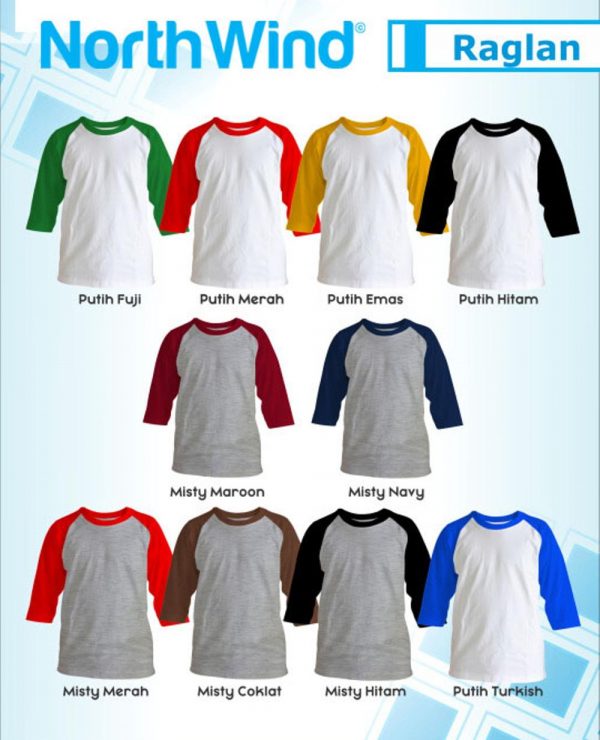 NorthWind©
Raglan
Putih Fuji
Putih Merah
Putih Emas
Putih Hitam
Misty Maroon
Misty Navy
Misty Merah
Misty Coklat
Misty Hitam
Putih Turkish